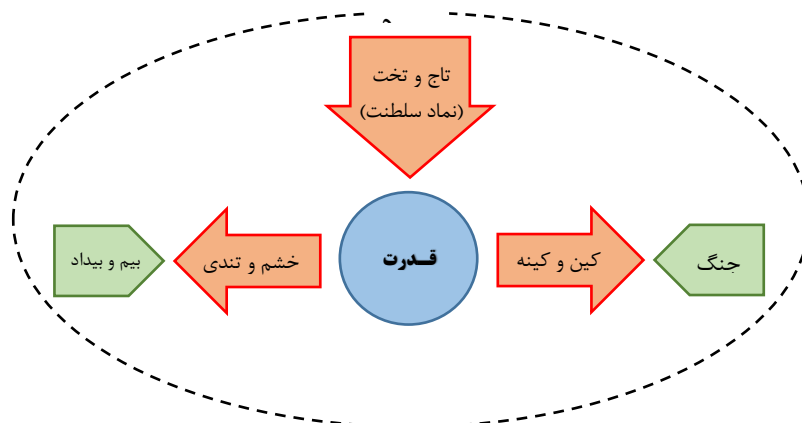 تاج و تخت
(نماد سلطنت)
جنگ
کین و کینه
قـدرت
خشم و تندی
بیم و بیداد